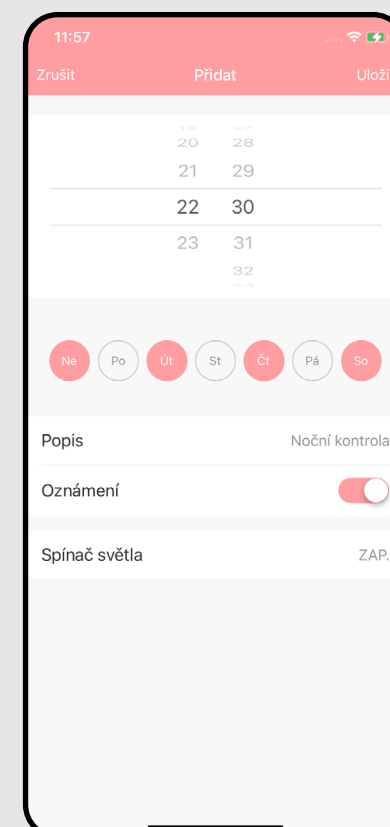 11:57
Zrušit Přidat Uloži
20 28
21 29
22 30
23 31
32
Ne Po Út St Čt Pá So
Popis Noční kontrola
Oznámení
Spínač světla ZAP.